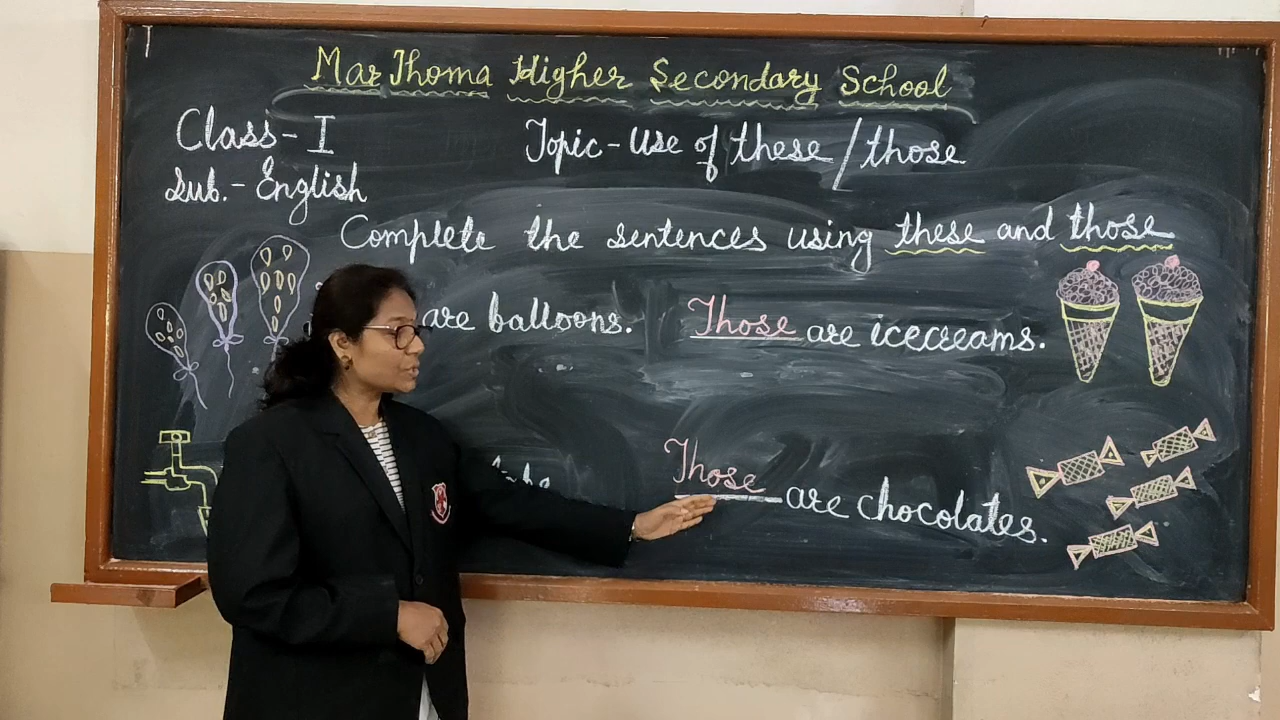 Mar Thoma Higher Secondary School
Class-I
Topic-Use of these/those
Sub.-English
Complete the sentences using these and those
are balloons.
Those are icecreams.
Those are chocolates.